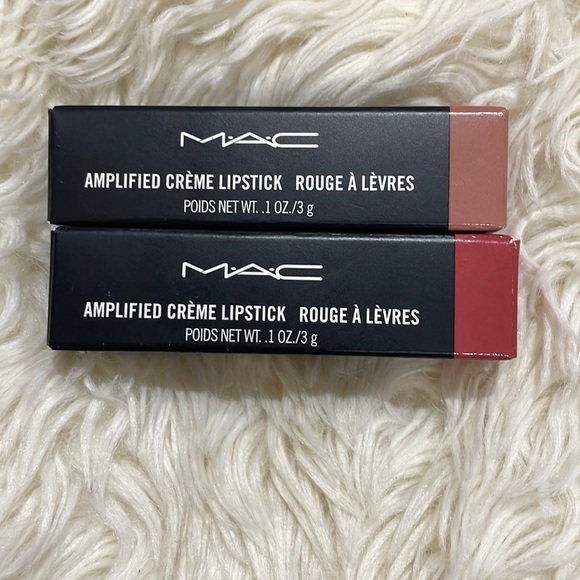 M·A·C
AMPLIFIED CRÈME LIPSTICK ROUGE À LÈVRES
POIDS NET WT. .1 OZ./3 g
M·A·C
AMPLIFIED CRÈME LIPSTICK ROUGE À LÈVRES
POIDS NET WT. .1 OZ./3 g